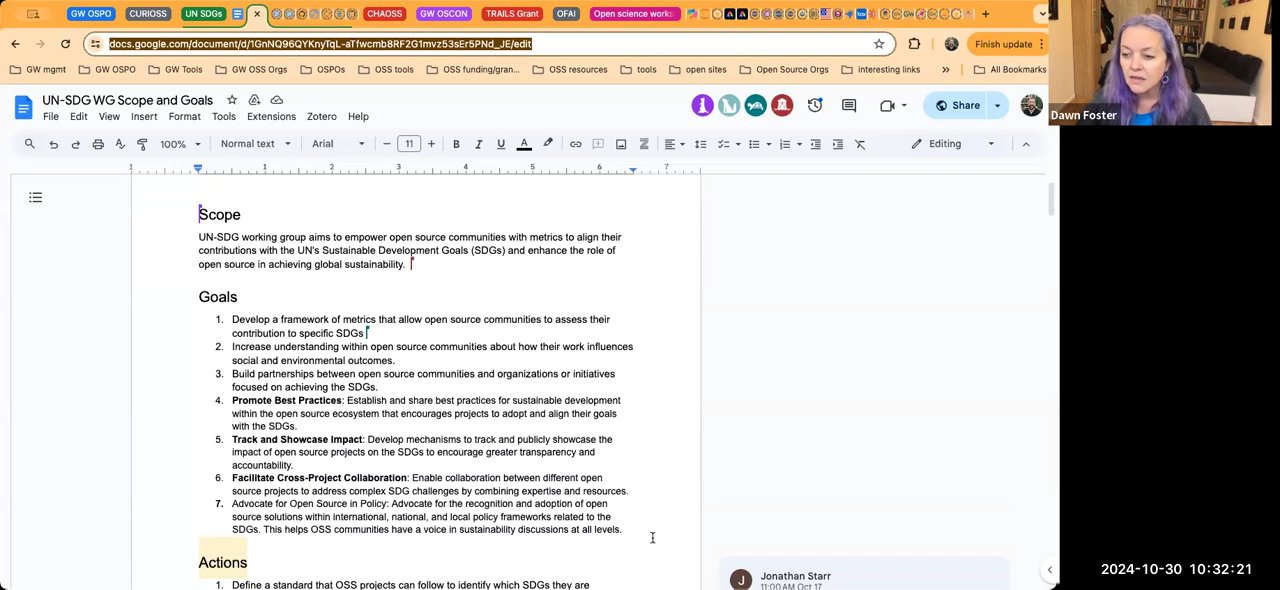 GW OSPO CURIOSS UN SDGs CHAOSS GW OSCON TRAILS Grant OFAI Open science works
docs.google.com/document/d/1GnNQ96QYKnyTqL-aTfwcmb8RF2G1mvz53sEr5PNd_JE/edit Finish update
GW mgmt GW OSPO GW Tools GW OSS Orgs OSPOs OSS tools OSS funding/gran... OSS resources tools open sites Open Source Orgs interesting links » All Bookmarks
UN-SDG WG Scope and Goals
File Edit View Insert Format Tools Extensions Zotero Help
Share
Dawn Foster
100% Normal text Arial 11 B I U A Editing
1 1 2 3 4 5 6 7
Scope
UN-SDG working group aims to empower open source communities with metrics to align their
contributions with the UN's Sustainable Development Goals (SDGs) and enhance the role of
open source in achieving global sustainability.
Goals
1. Develop a framework of metrics that allow open source communities to assess their
contribution to specific SDGs
2. Increase understanding within open source communities about how their work influences
social and environmental outcomes.
3. Build partnerships between open source communities and organizations or initiatives
focused on achieving the SDGs.
4. Promote Best Practices: Establish and share best practices for sustainable development
within the open source ecosystem that encourages projects to adopt and align their goals
with the SDGs.
5. Track and Showcase Impact: Develop mechanisms to track and publicly showcase the
impact of open source projects on the SDGs to encourage greater transparency and
accountability.
6. Facilitate Cross-Project Collaboration: Enable collaboration between different open
source projects to address complex SDG challenges by combining expertise and resources.
7. Advocate for Open Source in Policy: Advocate for the recognition and adoption of open
source solutions within international, national, and local policy frameworks related to the
SDGs. This helps OSS communities have a voice in sustainability discussions at all levels.
Actions
1. Define a standard that OSS projects can follow to identify which SDGs they are
J Jonathan Starr
11:00 AM Oct 17
2024-10-30 10:32:21